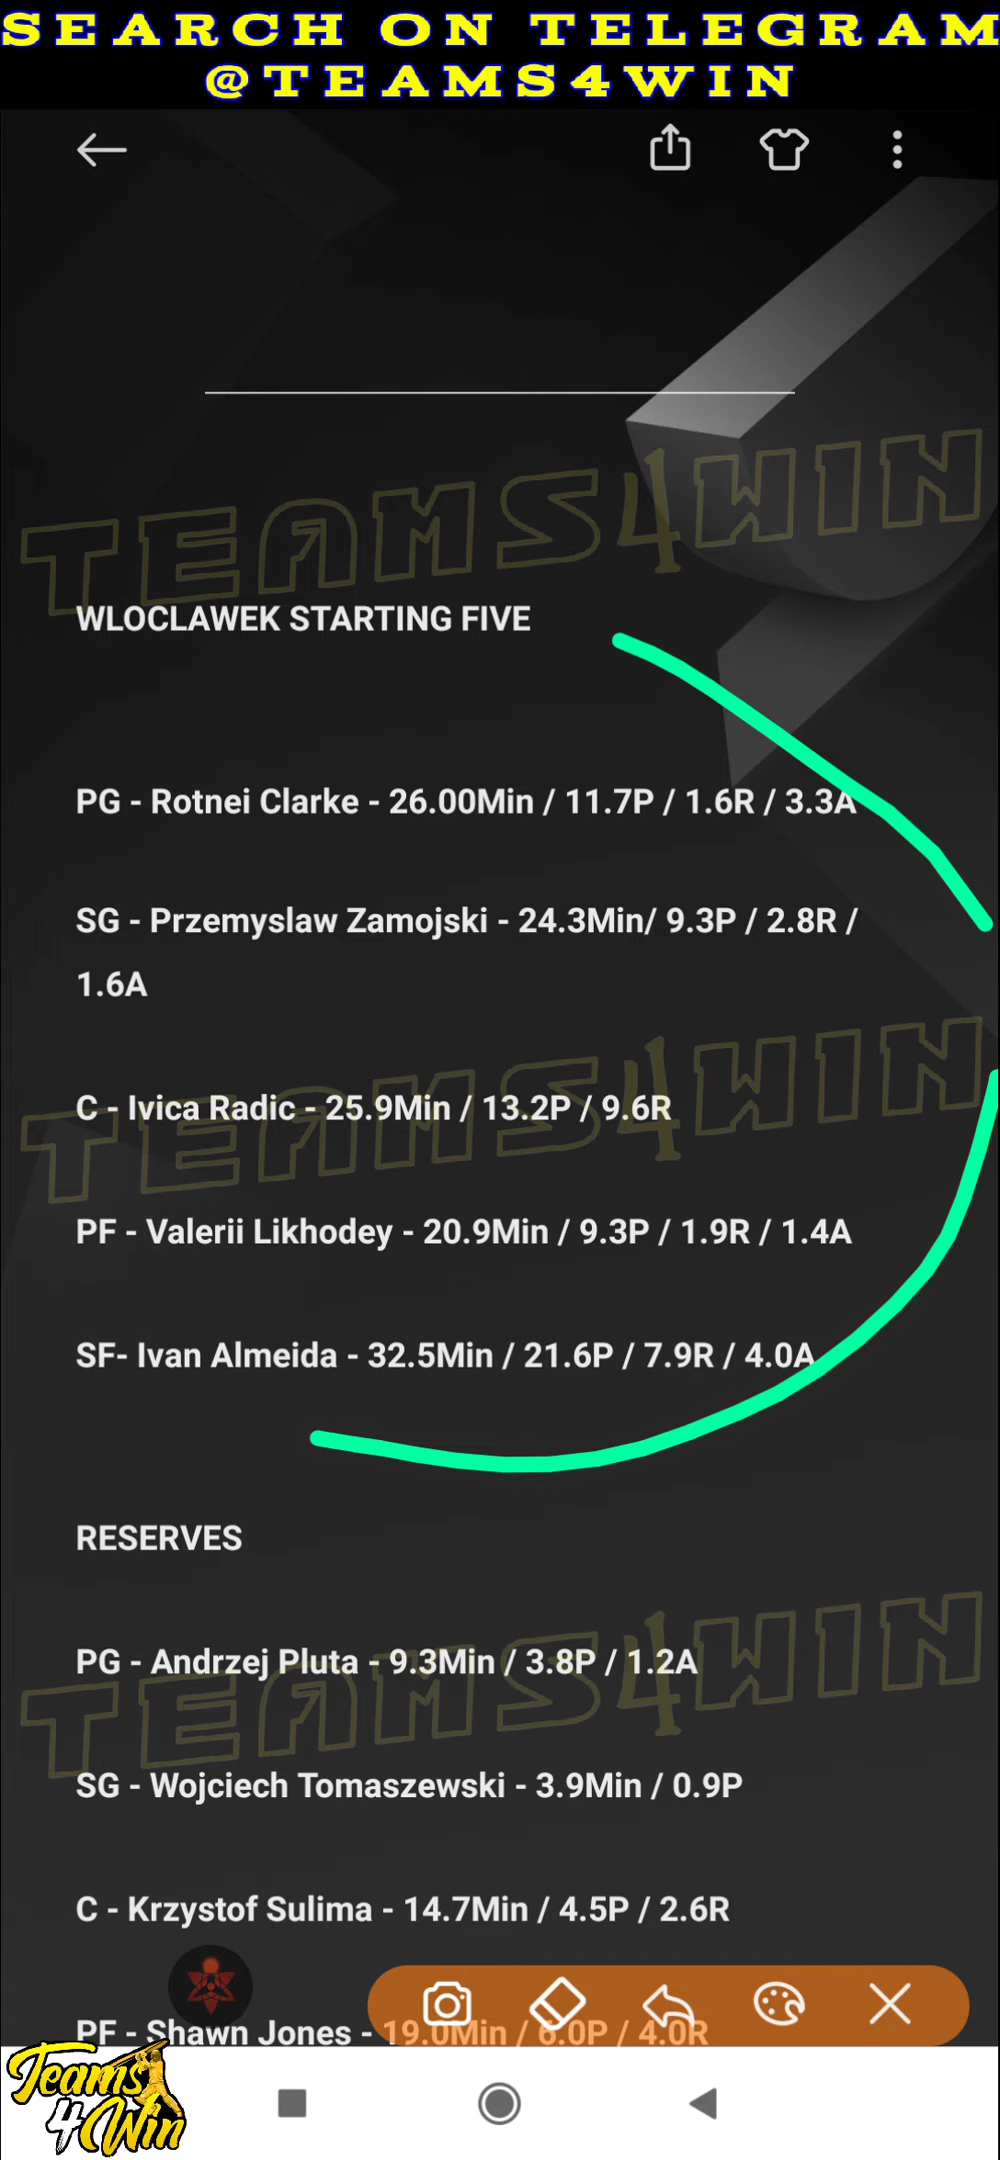 SEARCH ON TELEGRAM
@TEAMS4WIN
TEAMS4WIN
WLOCLAWEK STARTING FIVE
PG - Rotnei Clarke - 26.00Min / 11.7P / 1.6R / 3.3A
SG - Przemyslaw Zamojski - 24.3Min/ 9.3P / 2.8R /
1.6A
TEAMS4WIN
C - Ivica Radic - 25.9Min / 13.2P / 9.6R
PF - Valerii Likhodey - 20.9Min / 9.3P / 1.9R / 1.4A
SF- Ivan Almeida - 32.5Min / 21.6P / 7.9R / 4.0A
RESERVES
TEAMS4WIN
PG - Andrzej Pluta - 9.3Min / 3.8P / 1.2A
SG - Wojciech Tomaszewski - 3.9Min / 0.9P
C - Krzystof Sulima - 14.7Min / 4.5P / 2.6R
PF - Shawn Jones - 19.0Min / 6.0P / 4.0R
Teams
4Win